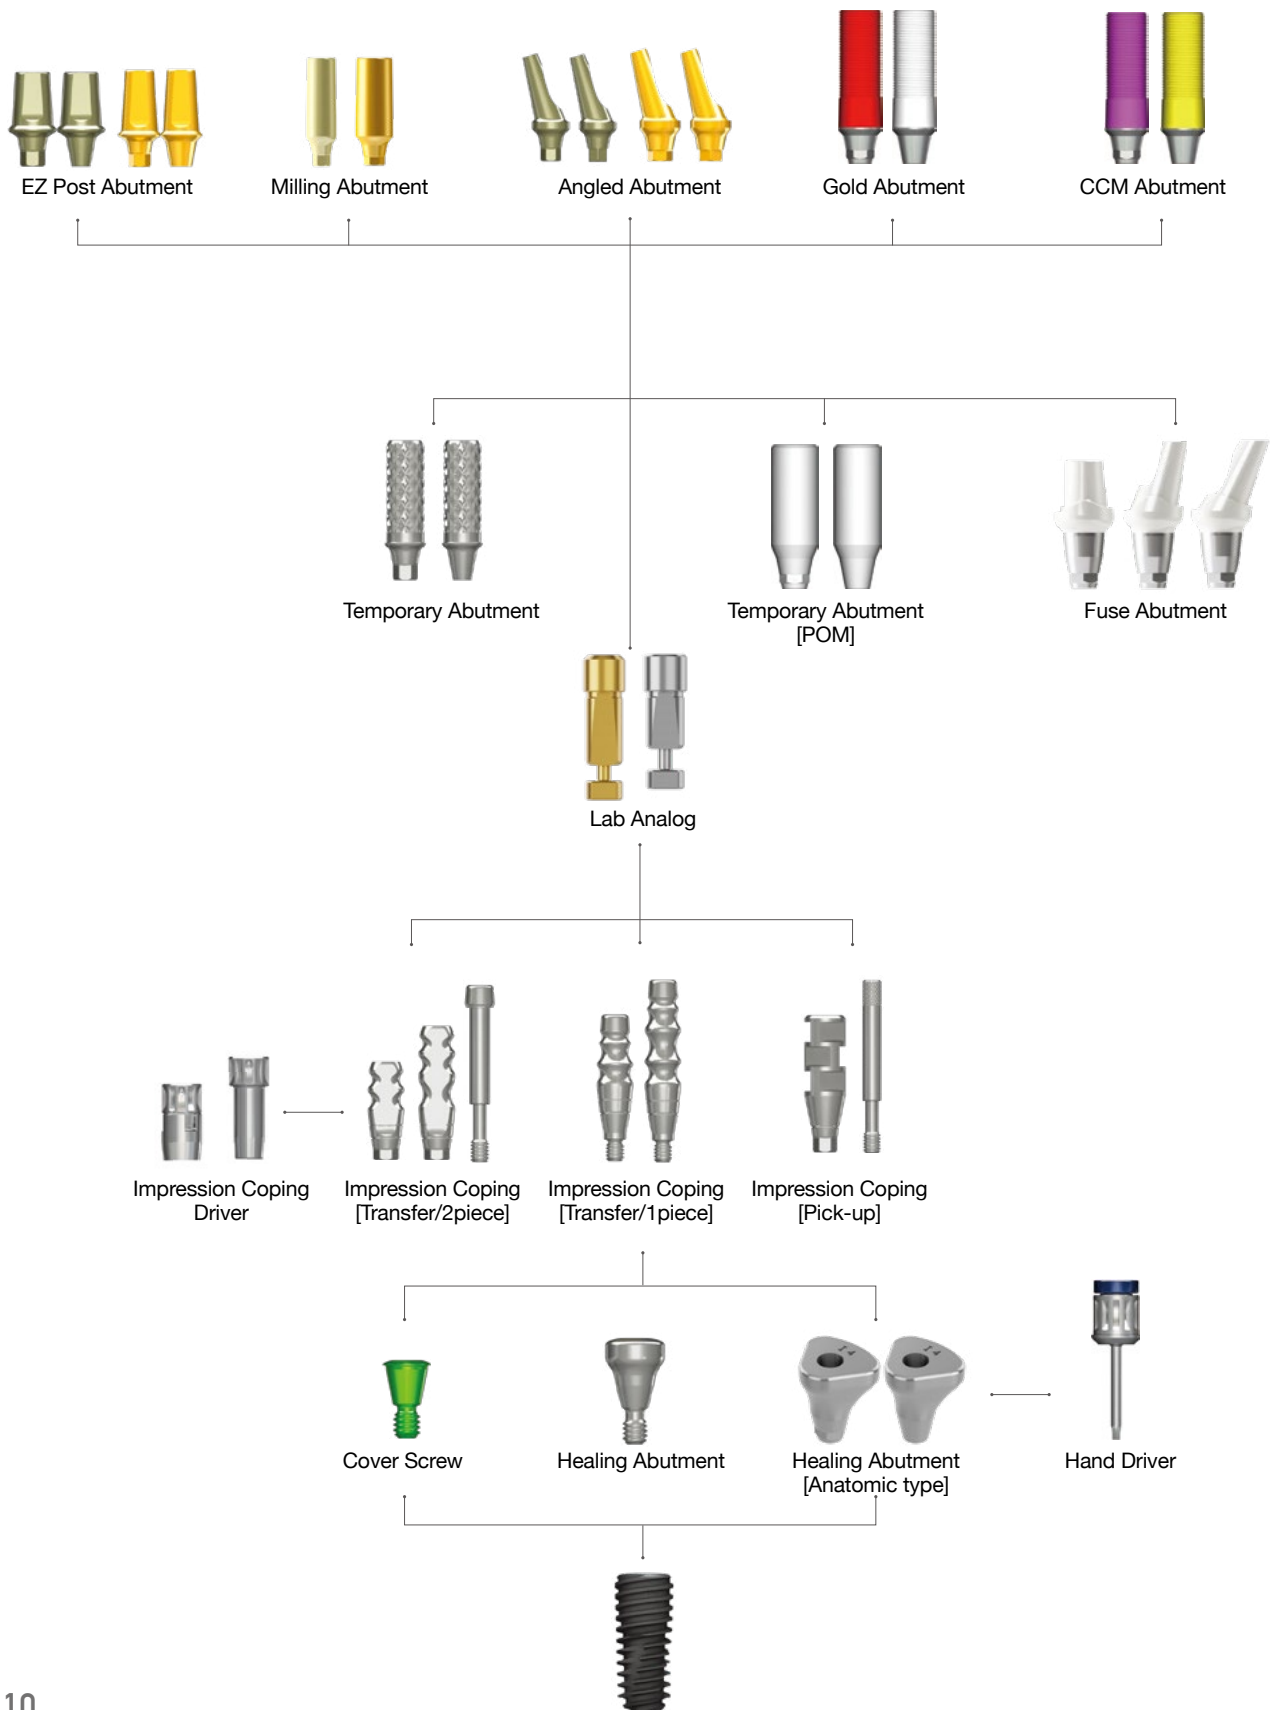 EZ Post Abutment
Milling Abutment
Angled Abutment
Gold Abutment
CCM Abutment
Temporary Abutment
Temporary Abutment
[POM]
Fuse Abutment
Lab Analog
Impression Coping
Driver
Impression Coping
[Transfer/2piece]
Impression Coping
[Transfer/1piece]
Impression Coping
[Pick-up]
14
14
Cover Screw
Healing Abutment
Healing Abutment
[Anatomic type]
Hand Driver
10